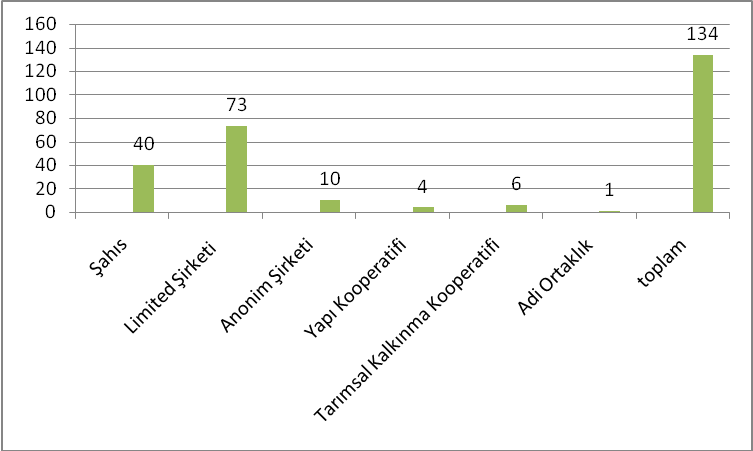 160
140
120
100
80
60
40
20
0
40
73
10
4
6
1
134
Şahıs
Limited Şirketi
Anonim Şirketi
Yapı Kooperatifi
Tarımsal Kalkınma Kooperatifi
Adi Ortaklık
toplam